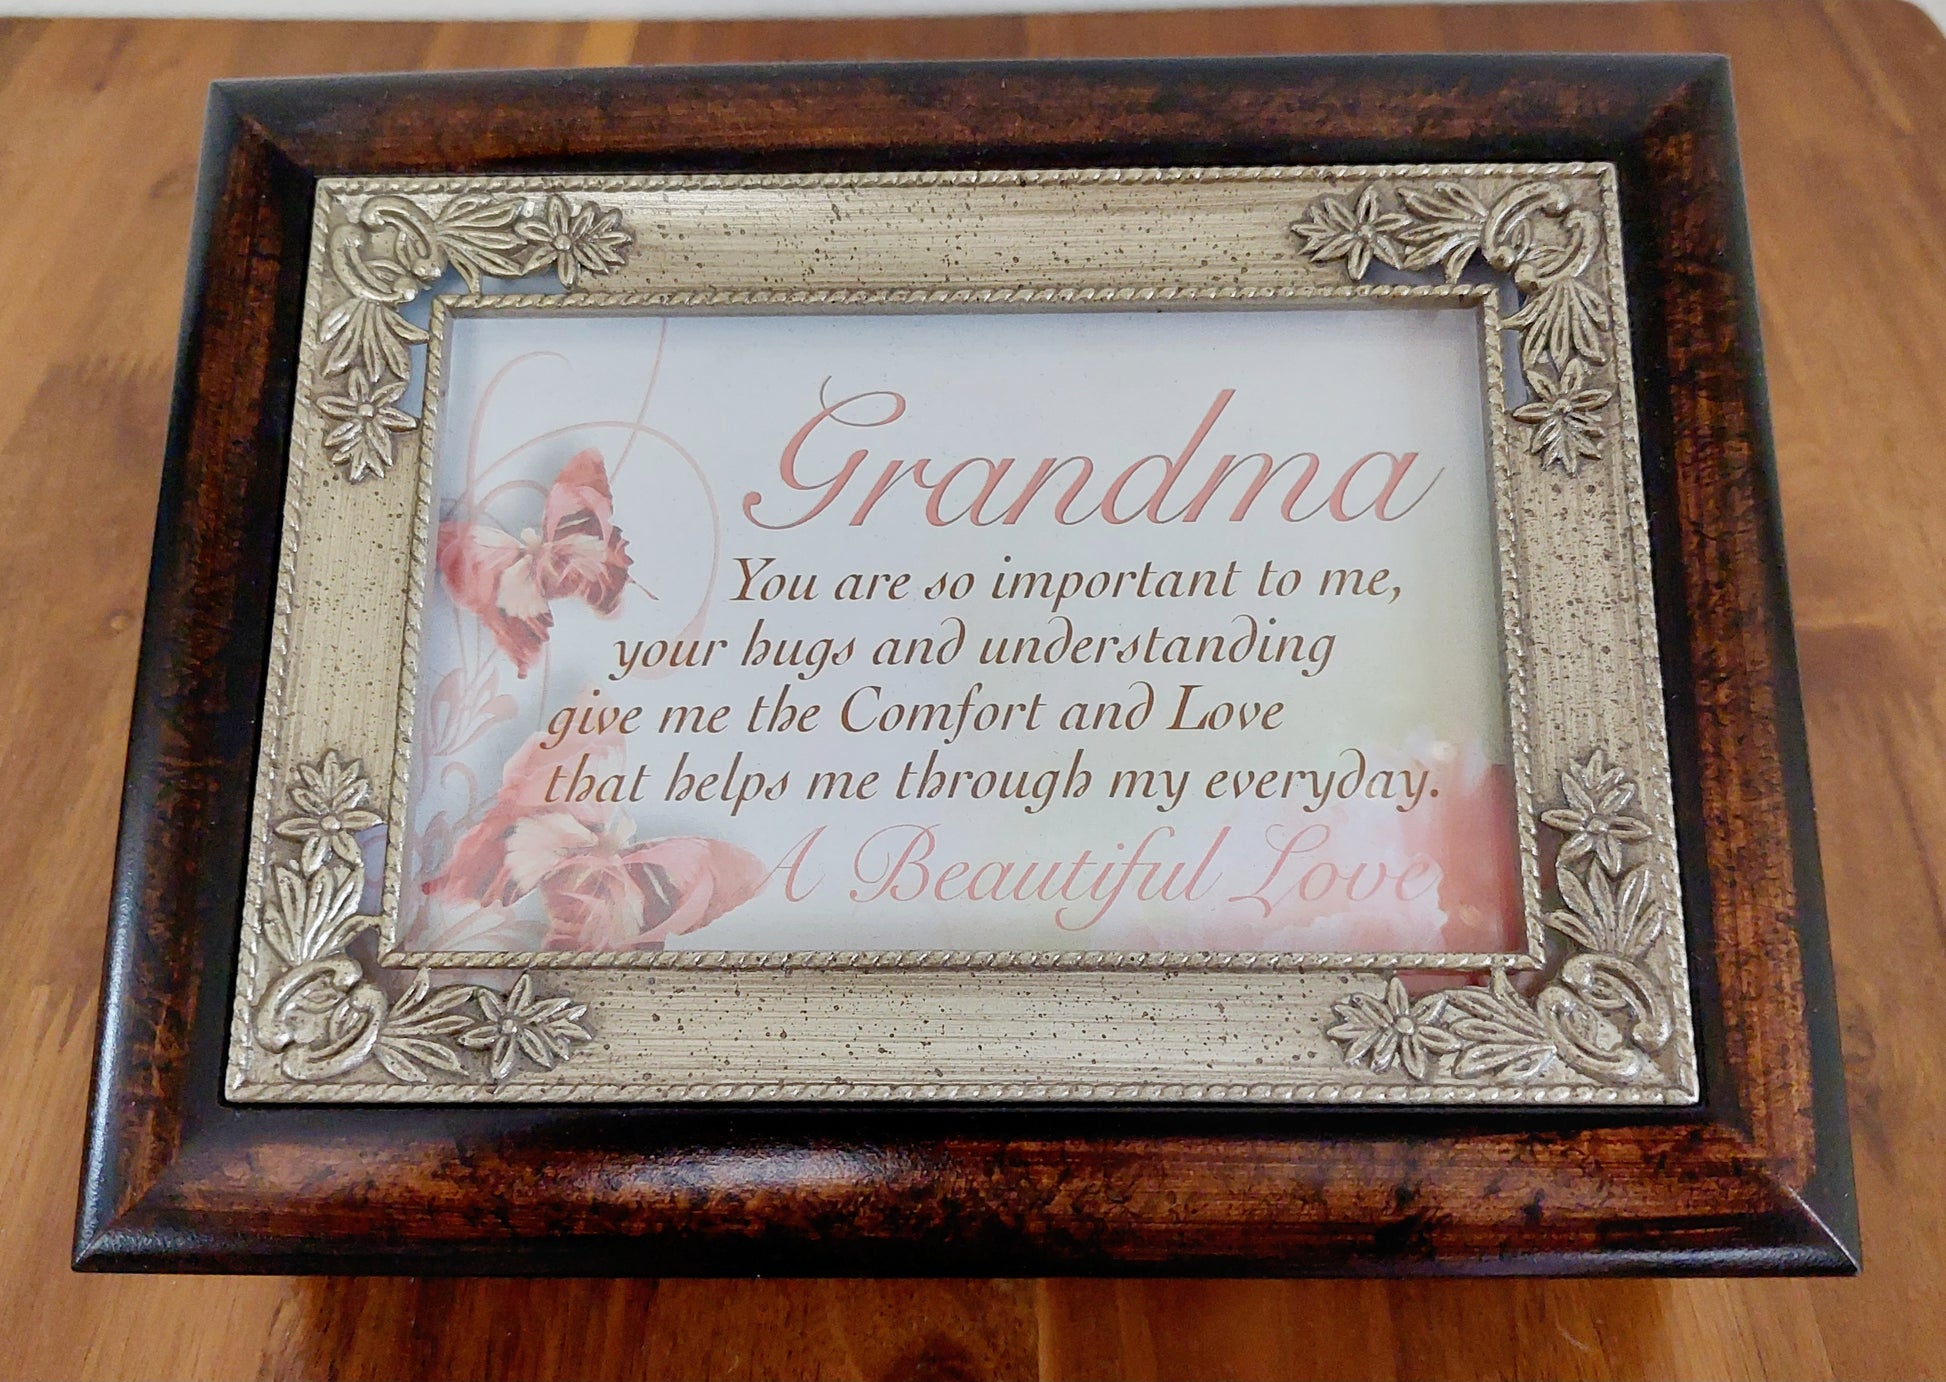 Grandma
You are so important to me,
your hugs and understanding
give me the Comfort and Love
that helps me through my everyday.
A Beautiful Love